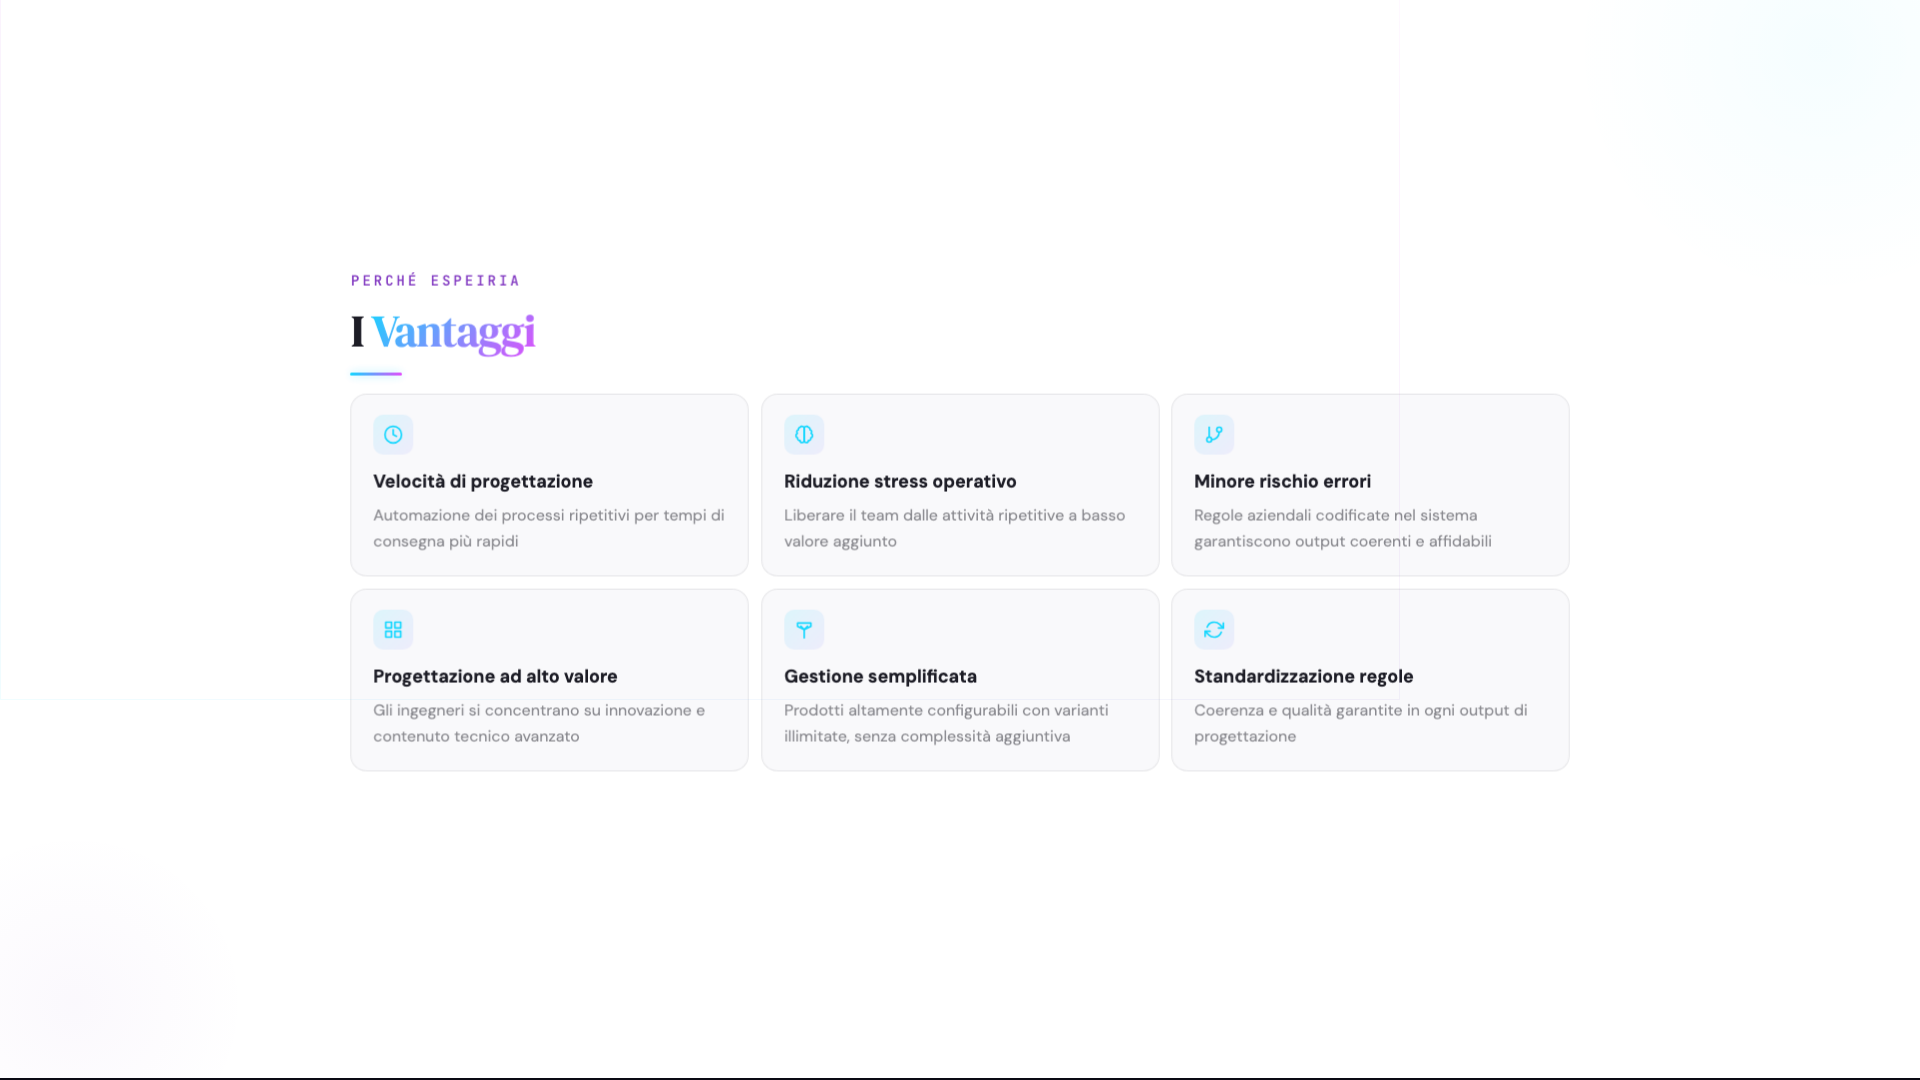 PERCHÉ ESPEIRIA
I Vantaggi
Velocità di progettazione
Automazione dei processi ripetitivi per tempi di
consegna più rapidi
Riduzione stress operativo
Liberare il team dalle attività ripetitive a basso
valore aggiunto
Minore rischio errori
Regole aziendali codificate nel sistema
garantiscono output coerenti e affidabili
Progettazione ad alto valore
Gli ingegneri si concentrano su innovazione e
contenuto tecnico avanzato
Gestione semplificata
Prodotti altamente configurabili con varianti
illimitate, senza complessità aggiuntiva
Standardizzazione regole
Coerenza e qualità garantite in ogni output di
progettazione